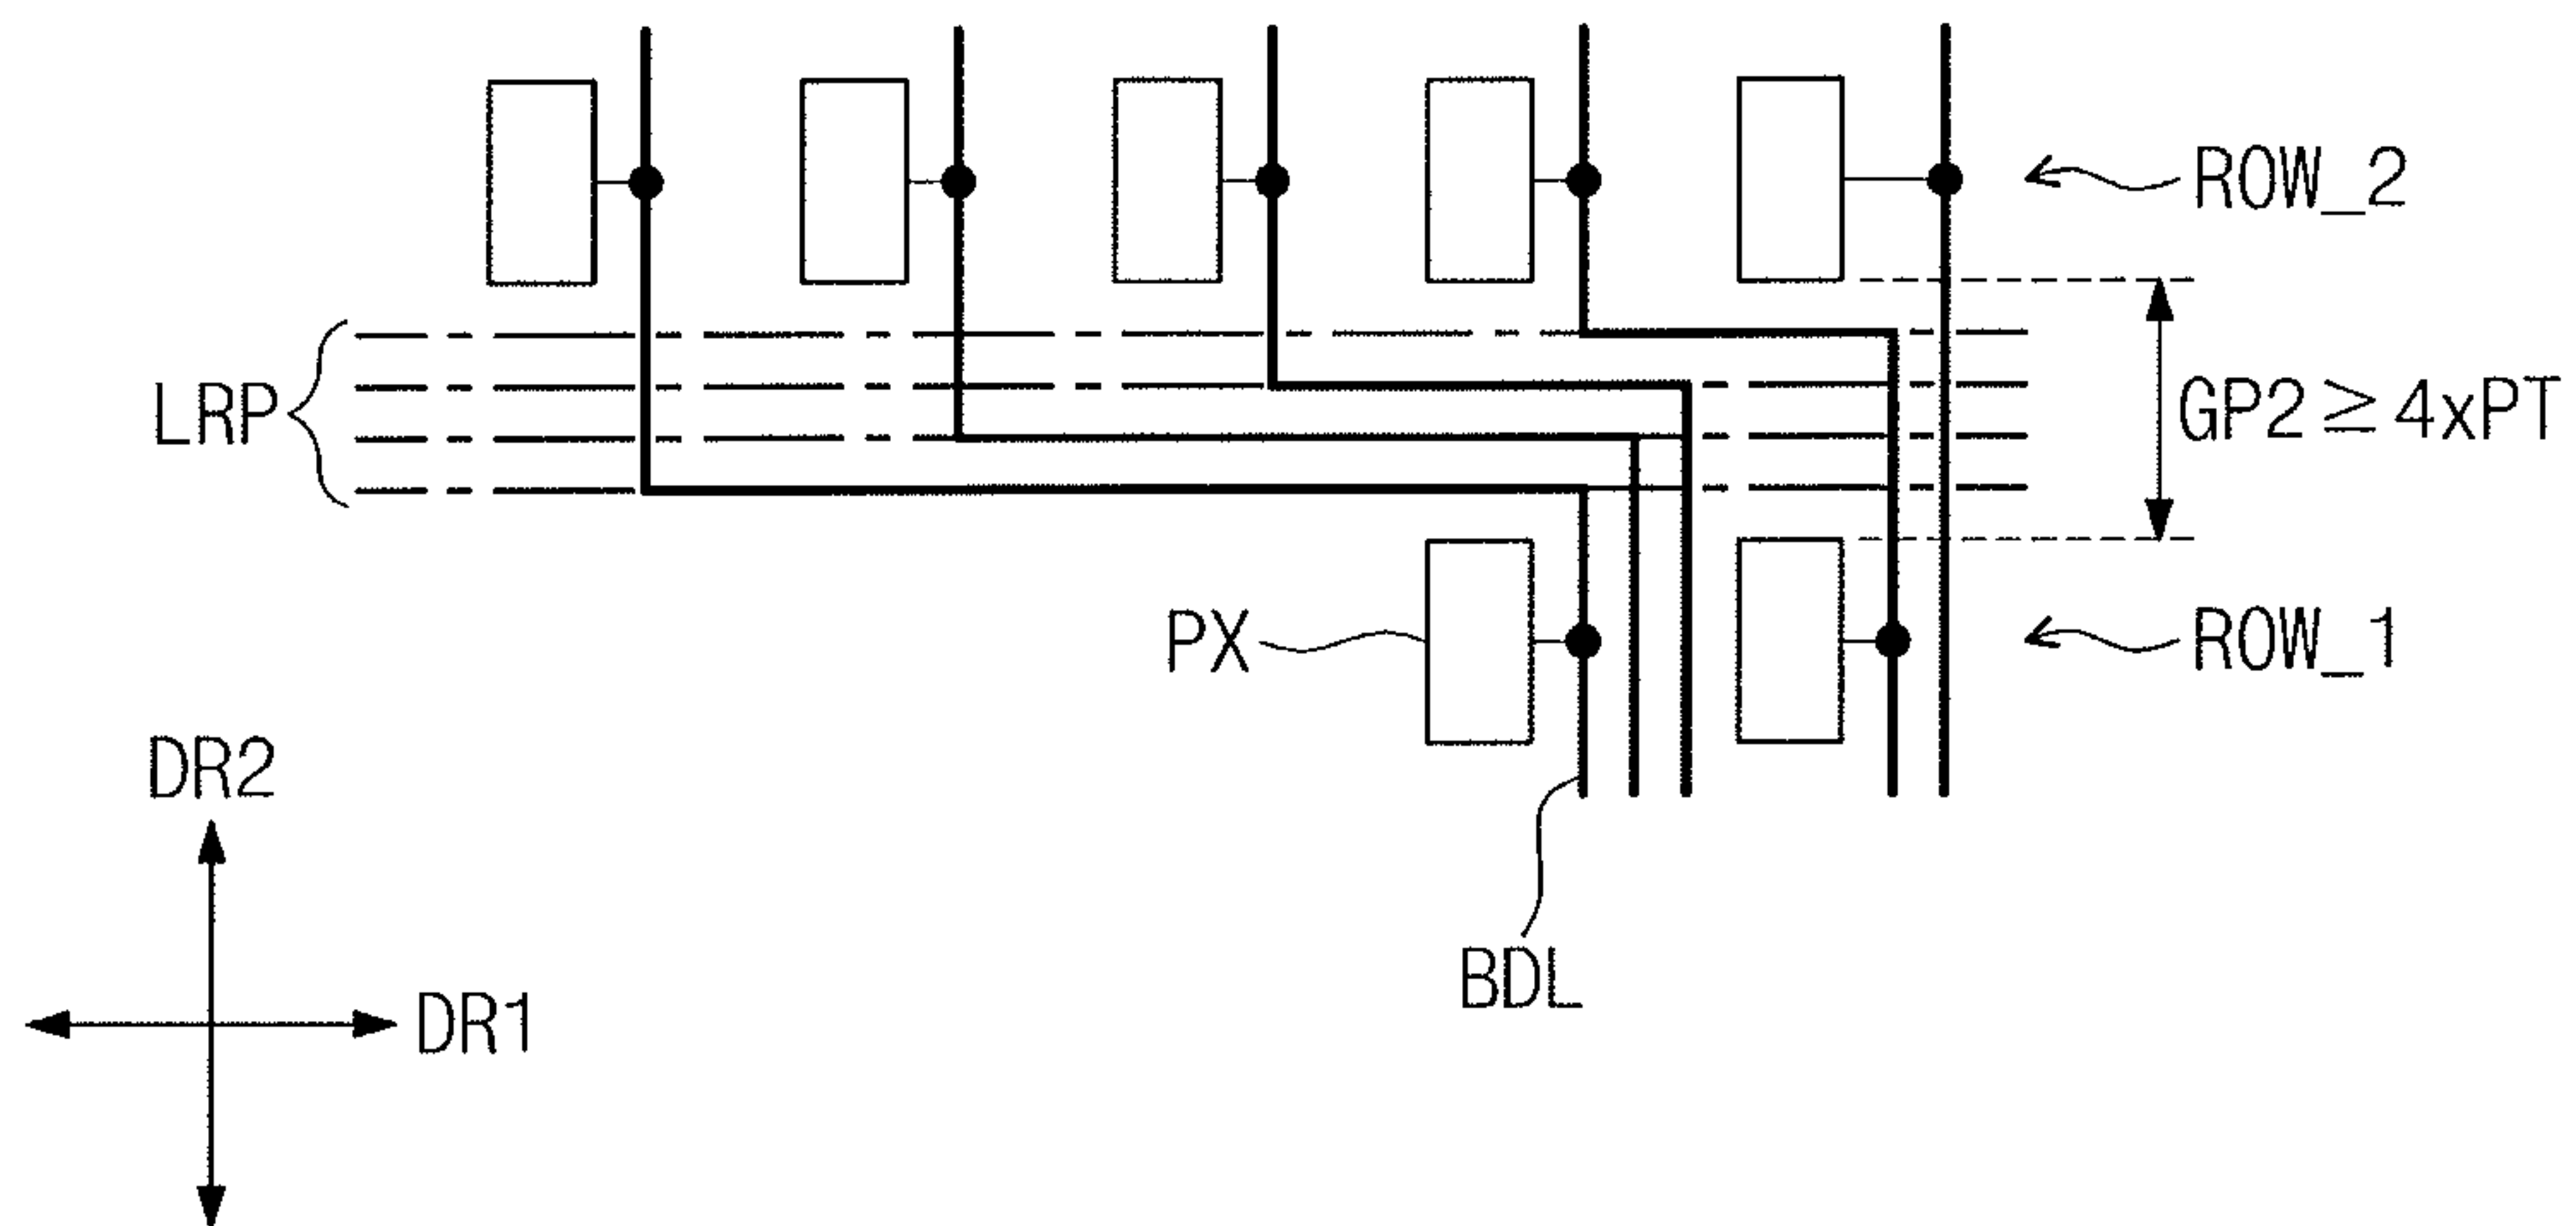 ROW_2
LRP
GP2 ≧ 4xPT
PX
ROW_1
DR2
BDL
DR1